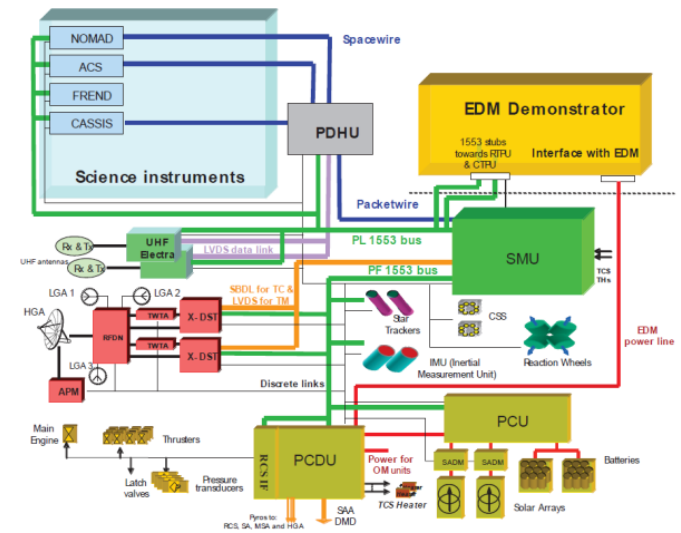 NOMAD
ACS
FREND
CASSIS
Science instruments
Spacewire
PDHU
EDM Demonstrator
1553 stubs
towards RTPU
& CTPU
Interface with EDM
Packetwire
Rx & Tx
UHF antennas
Rx & Tx
UHF
Electra
LVDS data link
PL 1553 bus
PF 1553 bus
SMU
TCS
THs
SBDL for TC &
LVDS for TM
LGA 1
LGA 2
HGA
RFDN
TWTA
X-DST
TWTA
X-DST
LGA 3
APM
Star
Trackers
CSS
IMU (Inertial
Measurement Unit)
Reaction Wheels
EDM
power line
Discrete links
Main
Engine
Thrusters
Latch
valves
Pressure
transducers
RCS IF
PCDU
PCU
Power for
OM units
TCS Heater
SADM
SADM
Batteries
Solar Arrays
Pyros to:
RCS, SA, MSA and HGA
SAA
DMD